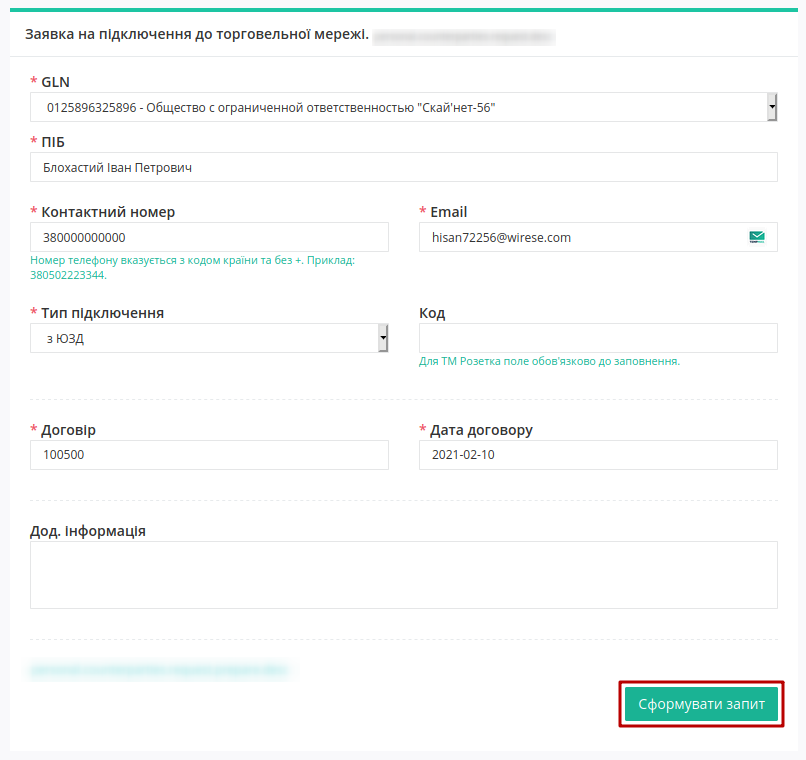 Заявка на підключення до торговельної мережі.
* GLN
0125896325896 - Общество с ограниченной ответственностью "Скай'нет-56"
* ПІБ
Блохастий Іван Петрович
* Контактний номер
* Email
380000000000
hisan72256@wirese.com
Номер телефону вказується з кодом країни та без +. Приклад:
380502223344.
* Тип підключення
Код
з ЮЗД
Для ТМ Розетка поле обов'язково до заповнення.
* Договір
* Дата договору
100500
2021-02-10
Дод. інформація
Сформувати запит